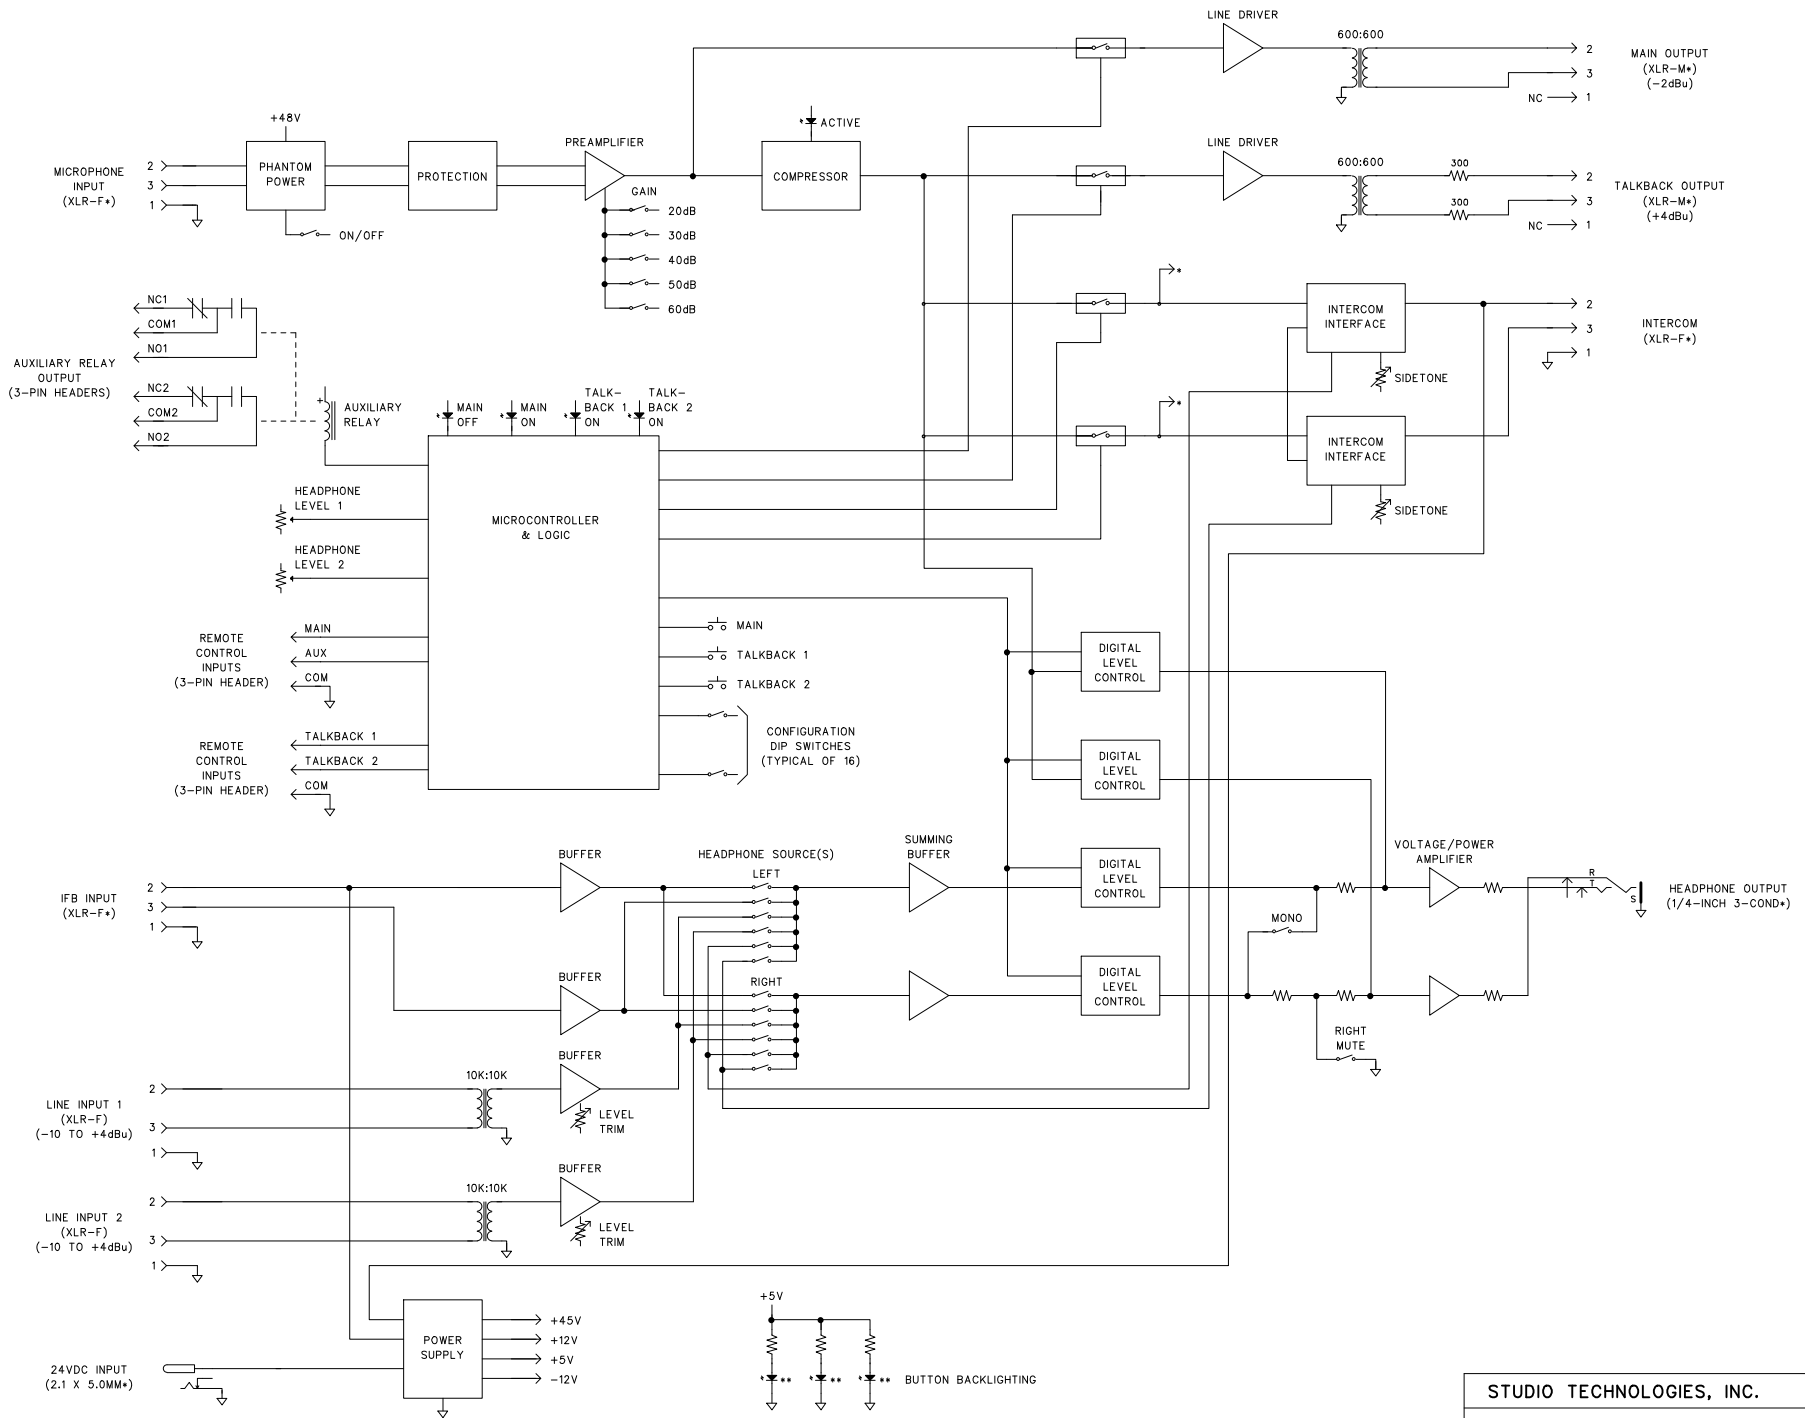 LINE DRIVER
600:600
2
3
NC
1
MAIN OUTPUT
(XLR-M*)
(-2dBu)
+48V
MICROPHONE
INPUT
(XLR-F*)
2
3
1
PHANTOM
POWER
ON/OFF
PROTECTION
PREAMPLIFIER
GAIN
20dB
30dB
40dB
50dB
60dB
ACTIVE
COMPRESSOR
LINE DRIVER
600:600
300
300
2
3
NC
1
TALKBACK OUTPUT
(XLR-M*)
(+4dBu)
*
INTERCOM
INTERFACE
SIDETONE
2
3
1
INTERCOM
(XLR-F*)
*
INTERCOM
INTERFACE
SIDETONE
AUXILIARY RELAY
OUTPUT
(3-PIN HEADERS)
NC1
COM1
NO1
NC2
COM2
NO2
+
AUXILIARY
RELAY
MAIN
OFF
MAIN
ON
TALK-
BACK 1
ON
TALK-
BACK 2
ON
HEADPHONE
LEVEL 1
HEADPHONE
LEVEL 2
MICROCONTROLLER
& LOGIC
REMOTE
CONTROL
INPUTS
(3-PIN HEADER)
MAIN
AUX
COM
REMOTE
CONTROL
INPUTS
(3-PIN HEADER)
TALKBACK 1
TALKBACK 2
COM
MAIN
TALKBACK 1
TALKBACK 2
CONFIGURATION
DIP SWITCHES
(TYPICAL OF 16)
DIGITAL
LEVEL
CONTROL
DIGITAL
LEVEL
CONTROL
DIGITAL
LEVEL
CONTROL
DIGITAL
LEVEL
CONTROL
IFB INPUT
(XLR-F*)
2
3
1
BUFFER
BUFFER
HEADPHONE SOURCE(S)
LEFT
RIGHT
SUMMING
BUFFER
MONO
RIGHT
MUTE
VOLTAGE/POWER
AMPLIFIER
R
T
S
HEADPHONE OUTPUT
(1/4-INCH 3-COND*)
LINE INPUT 1
(XLR-F)
(-10 TO +4dBu)
2
3
1
10K:10K
BUFFER
LEVEL
TRIM
LINE INPUT 2
(XLR-F)
(-10 TO +4dBu)
2
3
1
10K:10K
BUFFER
LEVEL
TRIM
24VDC INPUT
(2.1 X 5.0MM*)
POWER
SUPPLY
+45V
+12V
+5V
-12V
+5V
**
**
**
BUTTON BACKLIGHTING
STUDIO TECHNOLOGIES, INC.